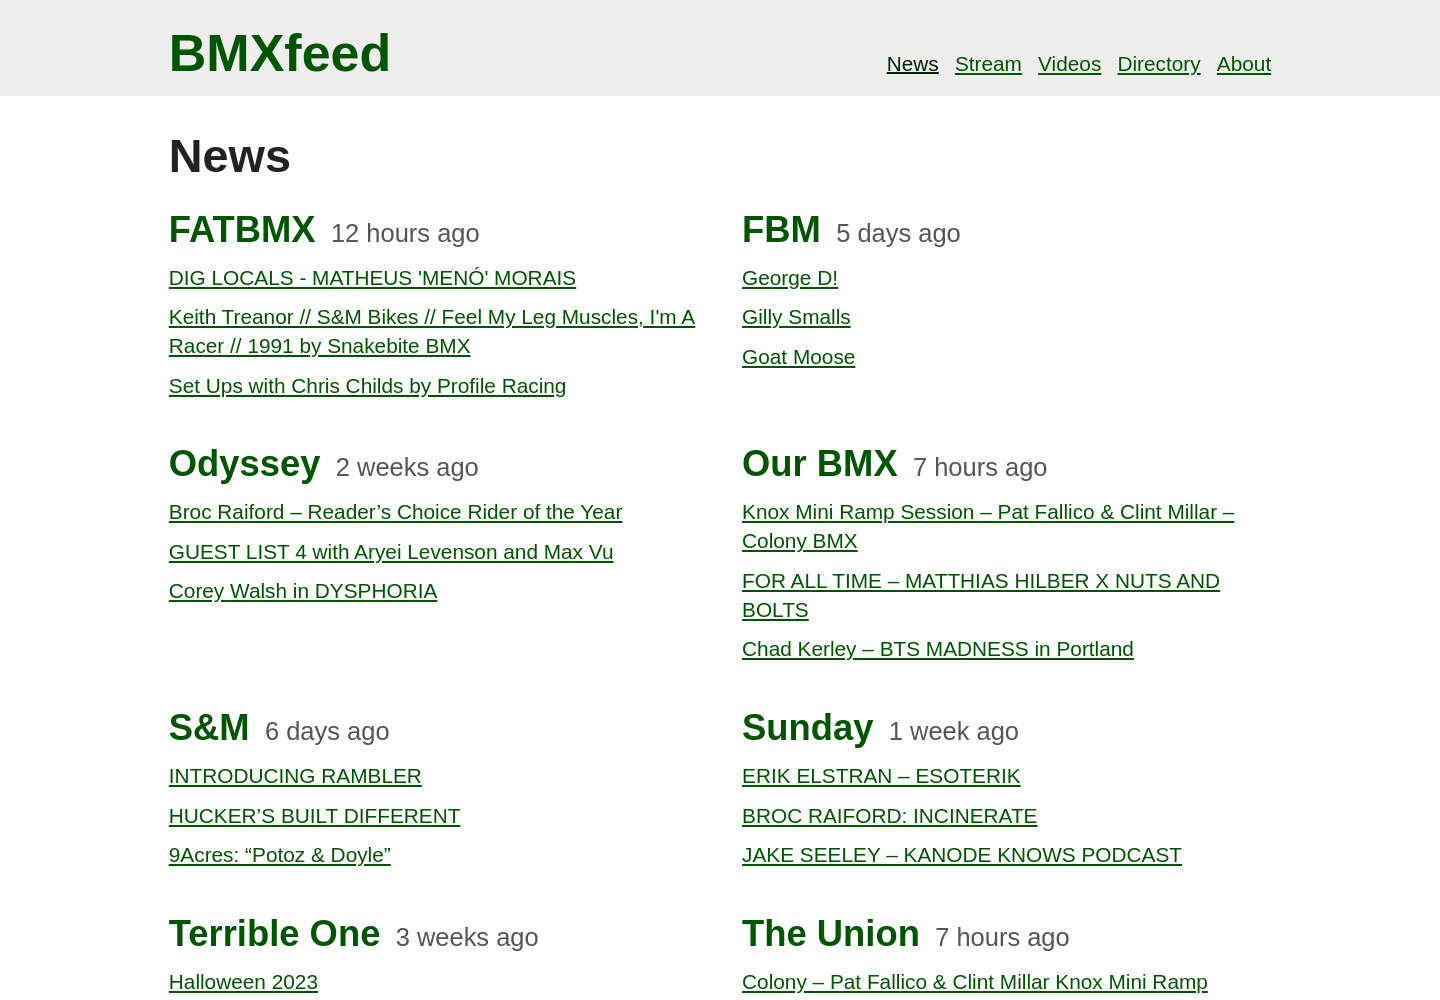 BMXfeed
News Stream Videos Directory About
News
FATBMX 12 hours ago
DIG LOCALS - MATHEUS 'MENÓ' MORAIS
Keith Treanor // S&M Bikes // Feel My Leg Muscles, I'm A
Racer // 1991 by Snakebite BMX
Set Ups with Chris Childs by Profile Racing
FBM 5 days ago
George D!
Gilly Smalls
Goat Moose
Odyssey 2 weeks ago
Broc Raiford – Reader’s Choice Rider of the Year
GUEST LIST 4 with Aryei Levenson and Max Vu
Corey Walsh in DYSPHORIA
Our BMX 7 hours ago
Knox Mini Ramp Session – Pat Fallico & Clint Millar –
Colony BMX
FOR ALL TIME – MATTHIAS HILBER X NUTS AND
BOLTS
Chad Kerley – BTS MADNESS in Portland
S&M 6 days ago
INTRODUCING RAMBLER
HUCKER’S BUILT DIFFERENT
9Acres: “Potoz & Doyle”
Sunday 1 week ago
ERIK ELSTRAN – ESOTERIK
BROC RAIFORD: INCINERATE
JAKE SEELEY – KANODE KNOWS PODCAST
Terrible One 3 weeks ago
Halloween 2023
The Union 7 hours ago
Colony – Pat Fallico & Clint Millar Knox Mini Ramp